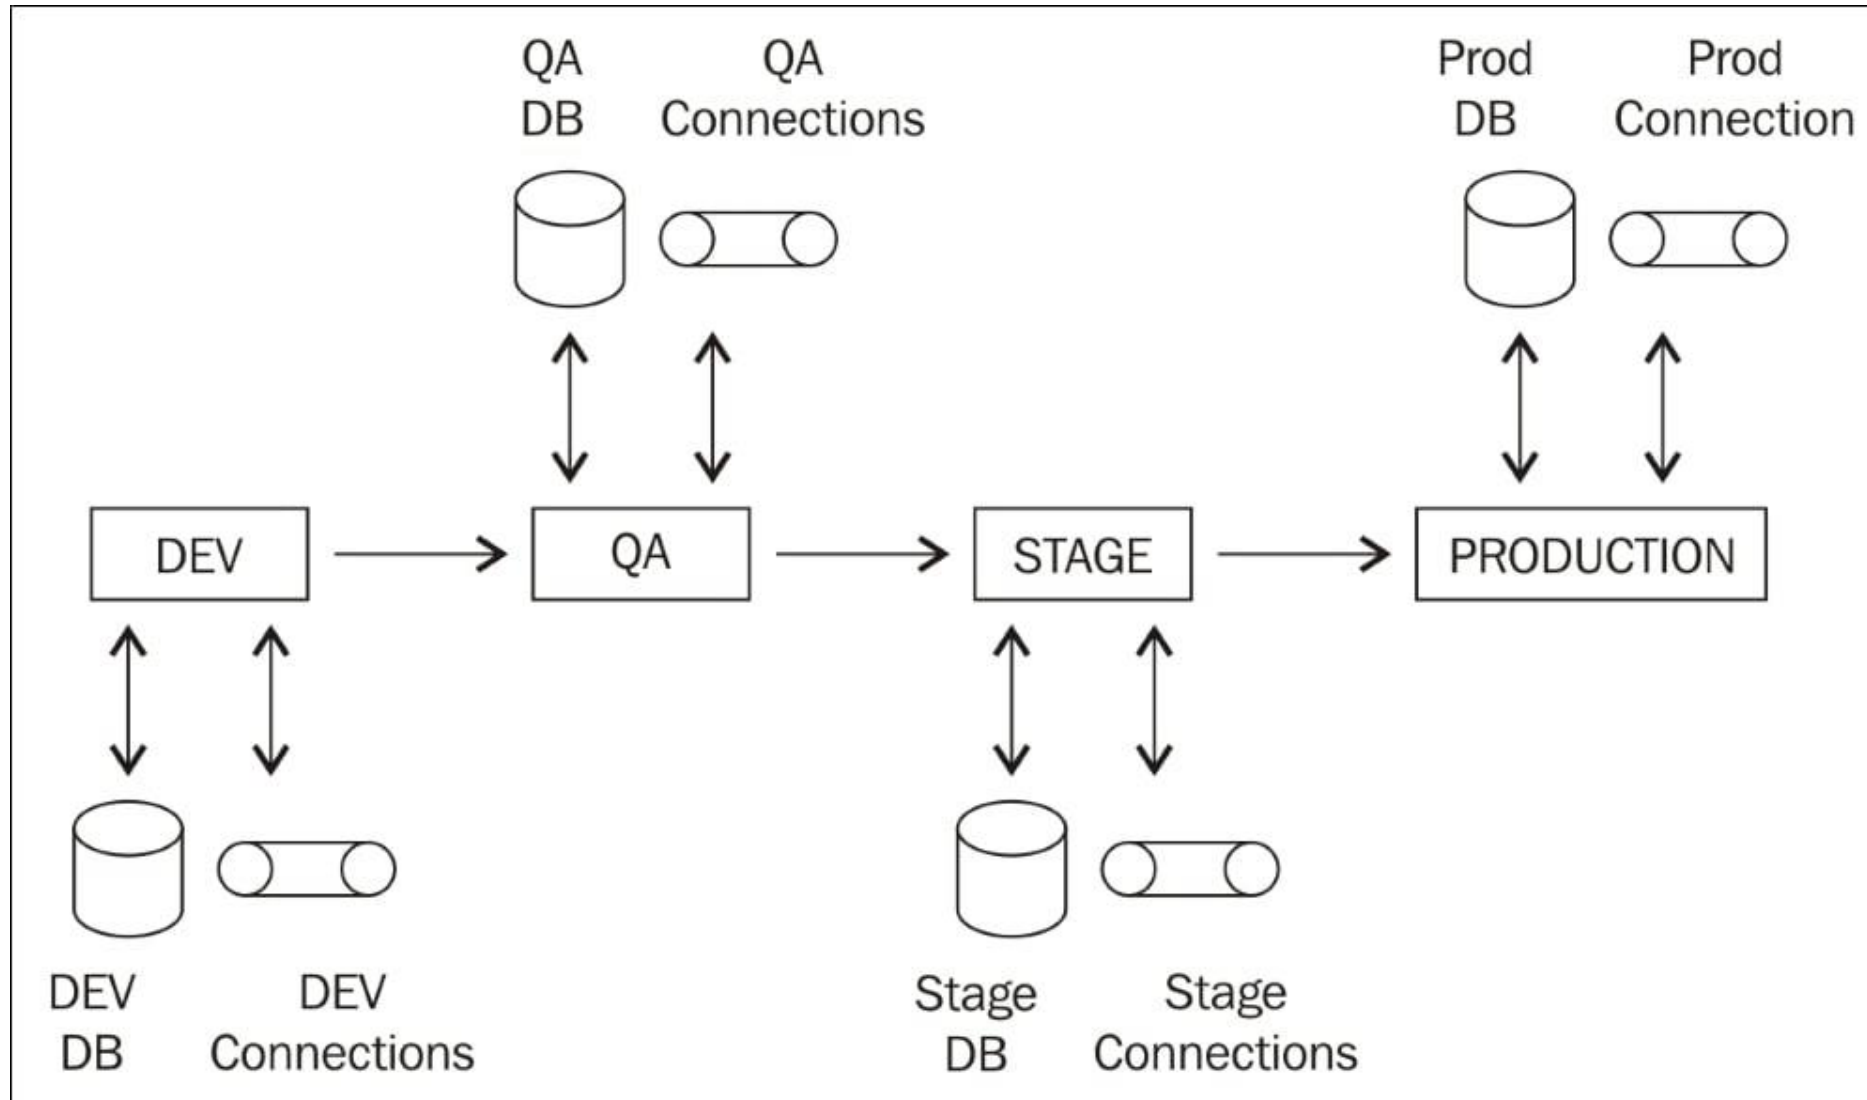 QA
DB
QA
Connections
Prod
DB
Prod
Connection
DEV
QA
STAGE
PRODUCTION
DEV
DB
DEV
Connections
Stage
DB
Stage
Connections